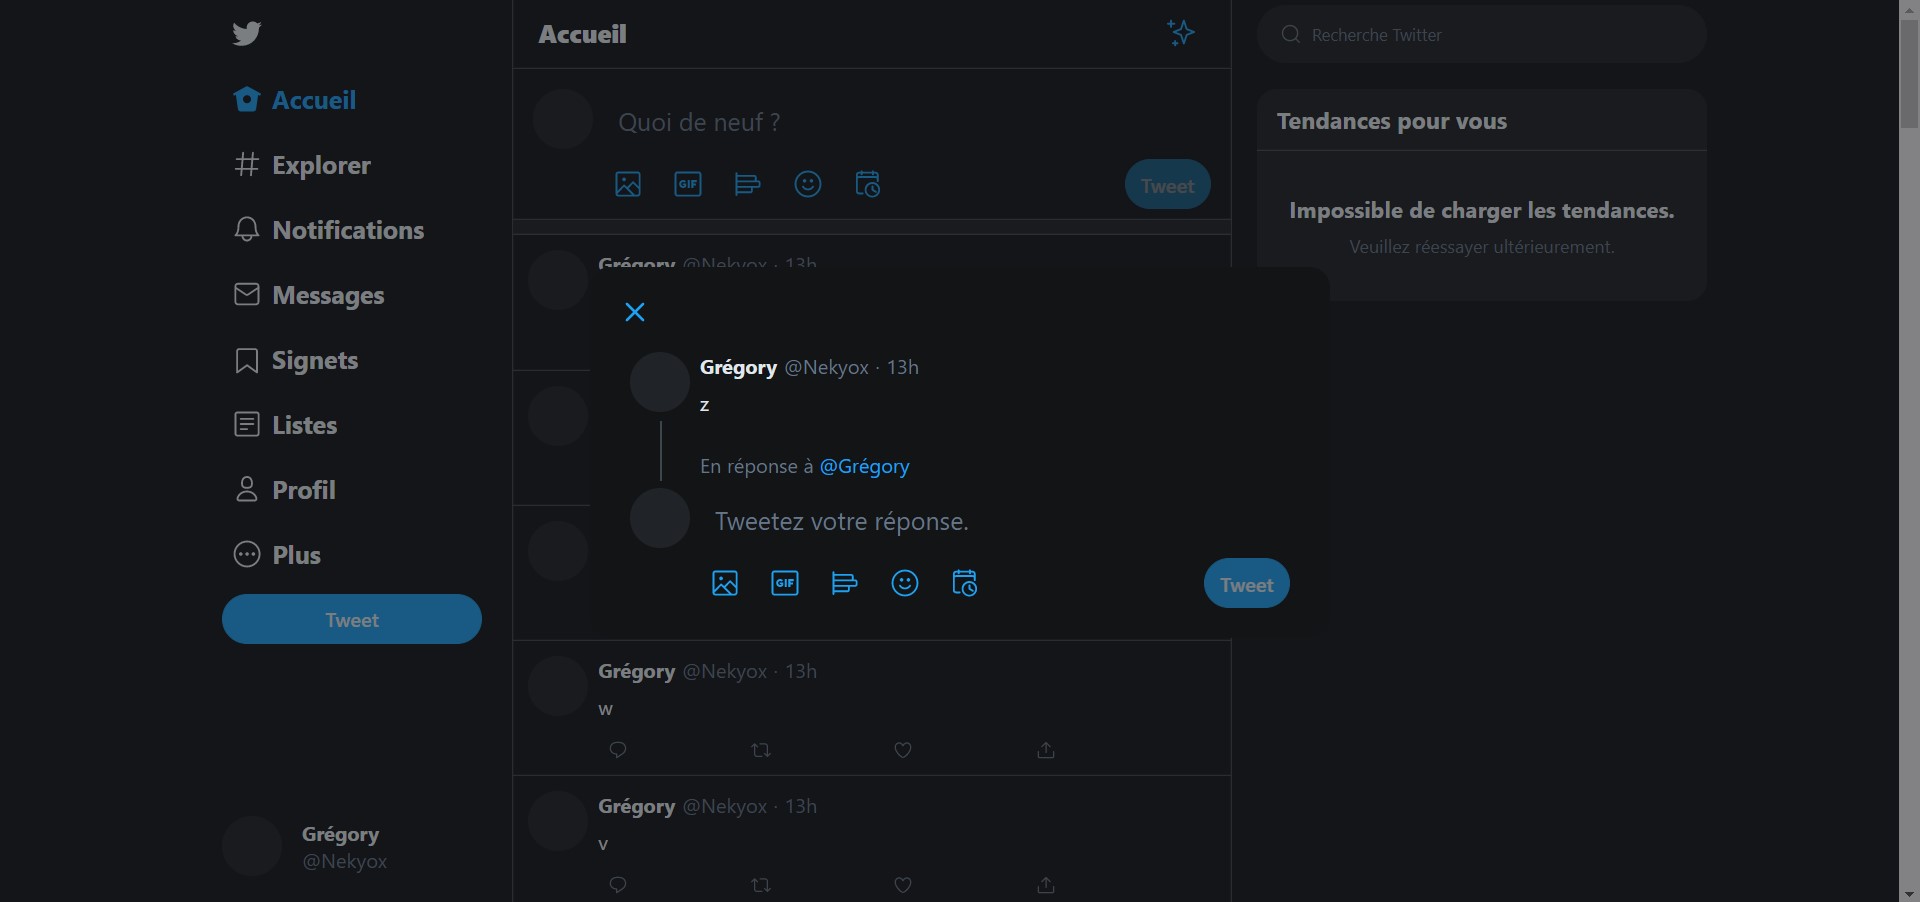 Accueil
Explorer
Notifications
Messages
Signets
Listes
Profil
Plus
Tweet
Grégory
@Nekyox
Accueil
Quoi de neuf ?
GIF
Tweet
Grégory @Nekyox · 13h
Grégory @Nekyox · 13h
z
En réponse à @Grégory
Tweetez votre réponse.
GIF
Tweet
Grégory @Nekyox · 13h
w
Grégory @Nekyox · 13h
v
Recherche Twitter
Tendances pour vous
Impossible de charger les tendances.
Veuillez réessayer ultérieurement.